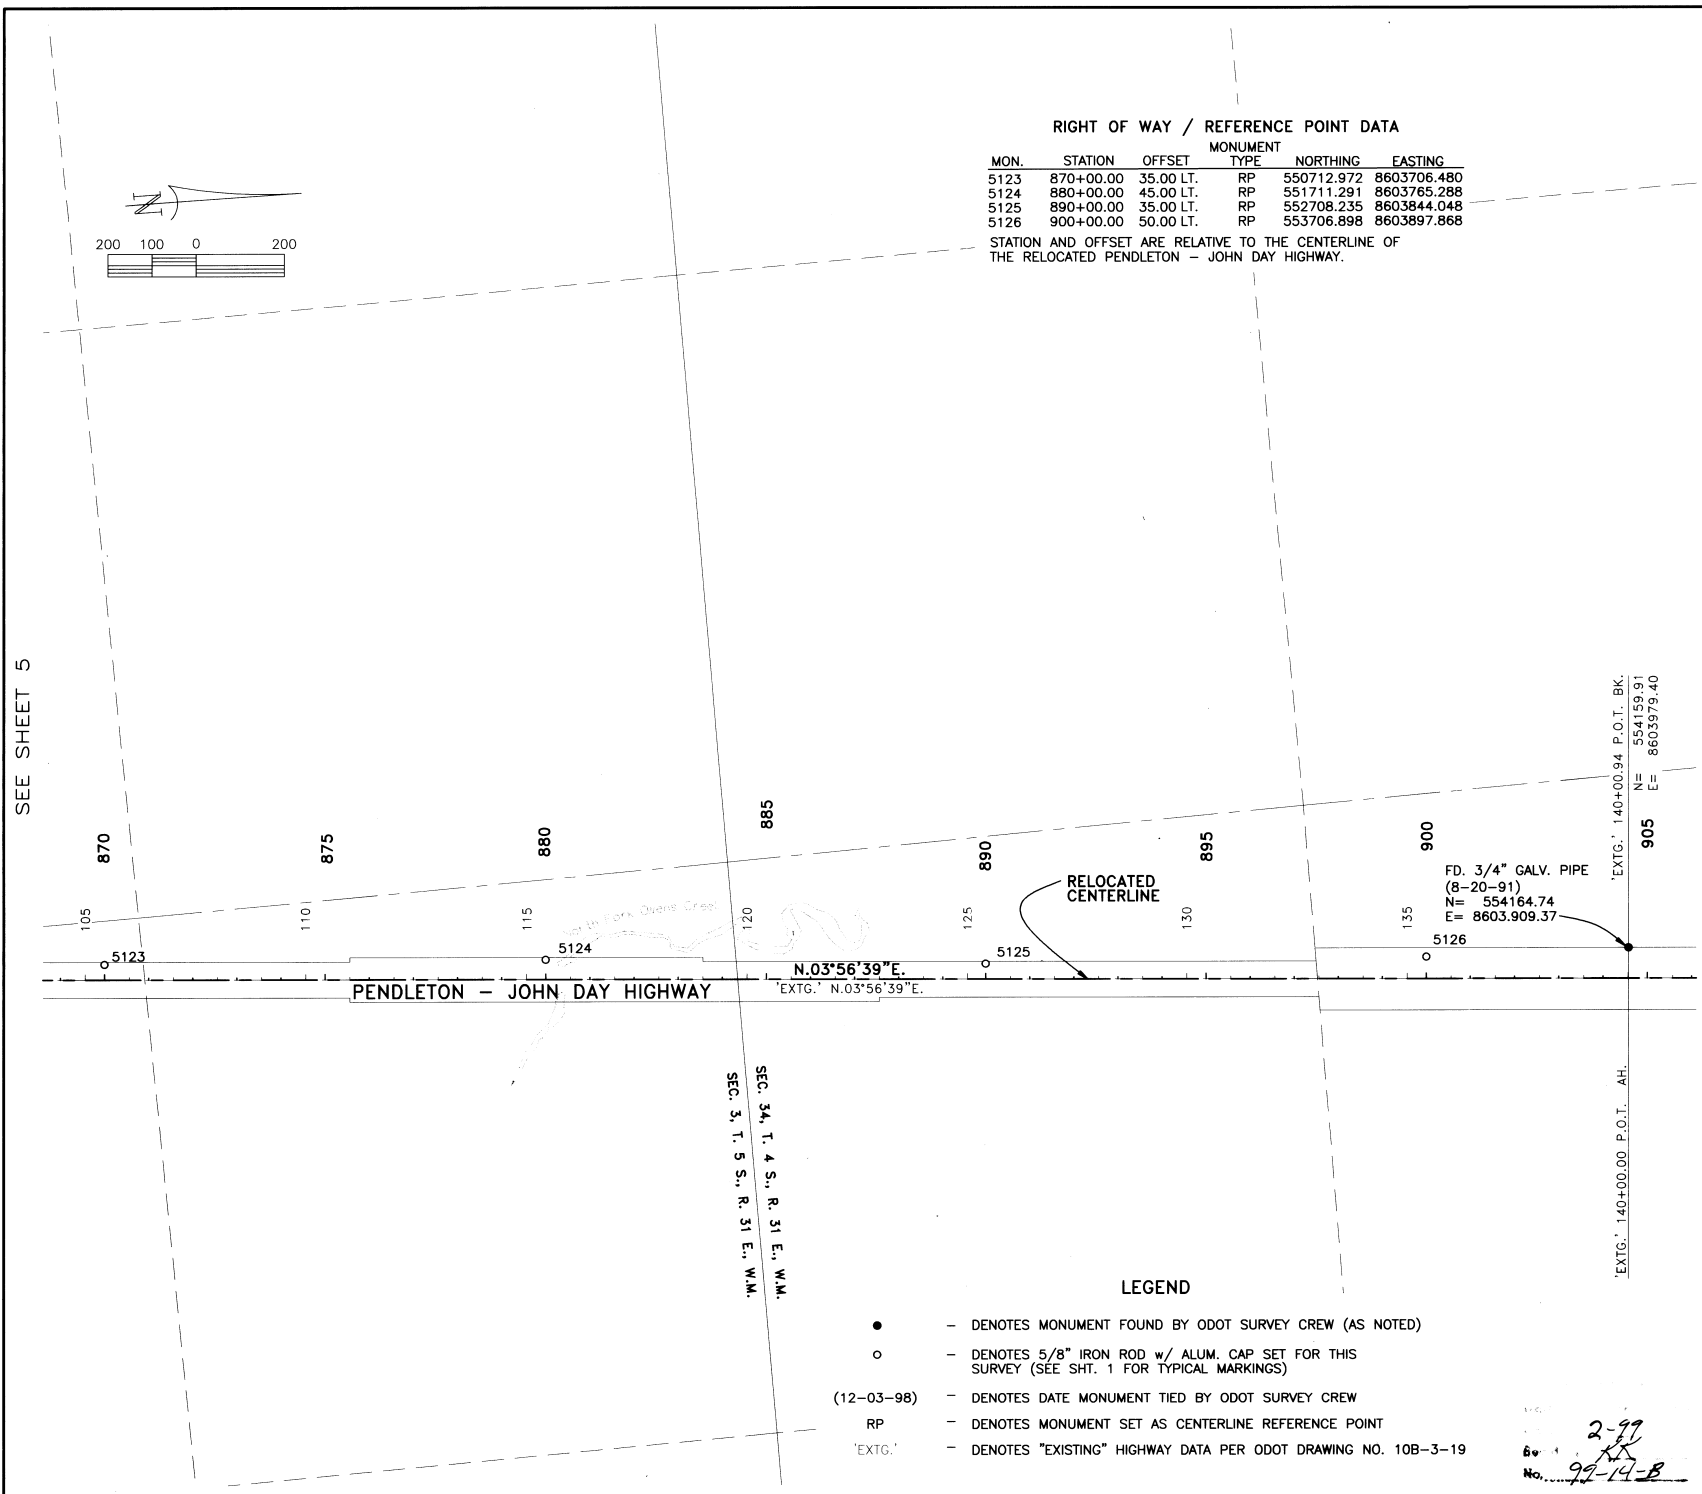 RIGHT OF WAY / REFERENCE POINT DATA
MONUMENT
MON. STATION OFFSET TYPE NORTHING EASTING
5123 870+00.00 35.00 LT. RP 550712.972 8603706.480
5124 880+00.00 45.00 LT. RP 551711.291 8603765.288
5125 890+00.00 35.00 LT. RP 552708.235 8603844.048
5126 900+00.00 50.00 LT. RP 553706.898 8603897.868
STATION AND OFFSET ARE RELATIVE TO THE CENTERLINE OF
THE RELOCATED PENDLETON – JOHN DAY HIGHWAY.
N
200 100 0 200
SEE SHEET 5
870
875
880
885
890
895
900
905
105
110
115
120
125
130
135
'EXTG.' 140+00.94 P.O.T. BK.
N= 554159.91
E= 8603979.40
RELOCATED
CENTERLINE
FD. 3/4" GALV. PIPE
(8-20-91)
N= 554164.74
E= 8603.909.37
5123
5124
5125
5126
North Fork Owens Creek
N.03°56'39"E.
PENDLETON – JOHN DAY HIGHWAY
'EXTG.' N.03°56'39"E.
SEC. 34, T. 4 S., R. 31 E., W.M.
SEC. 3, T. 5 S., R. 31 E., W.M.
'EXTG.' 140+00.00 P.O.T. AH.
LEGEND
– DENOTES MONUMENT FOUND BY ODOT SURVEY CREW (AS NOTED)
– DENOTES 5/8" IRON ROD w/ ALUM. CAP SET FOR THIS
SURVEY (SEE SHT. 1 FOR TYPICAL MARKINGS)
(12-03-98) – DENOTES DATE MONUMENT TIED BY ODOT SURVEY CREW
RP – DENOTES MONUMENT SET AS CENTERLINE REFERENCE POINT
'EXTG.' – DENOTES "EXISTING" HIGHWAY DATA PER ODOT DRAWING NO. 10B-3-19
2-99
KK
No. 99-14-B